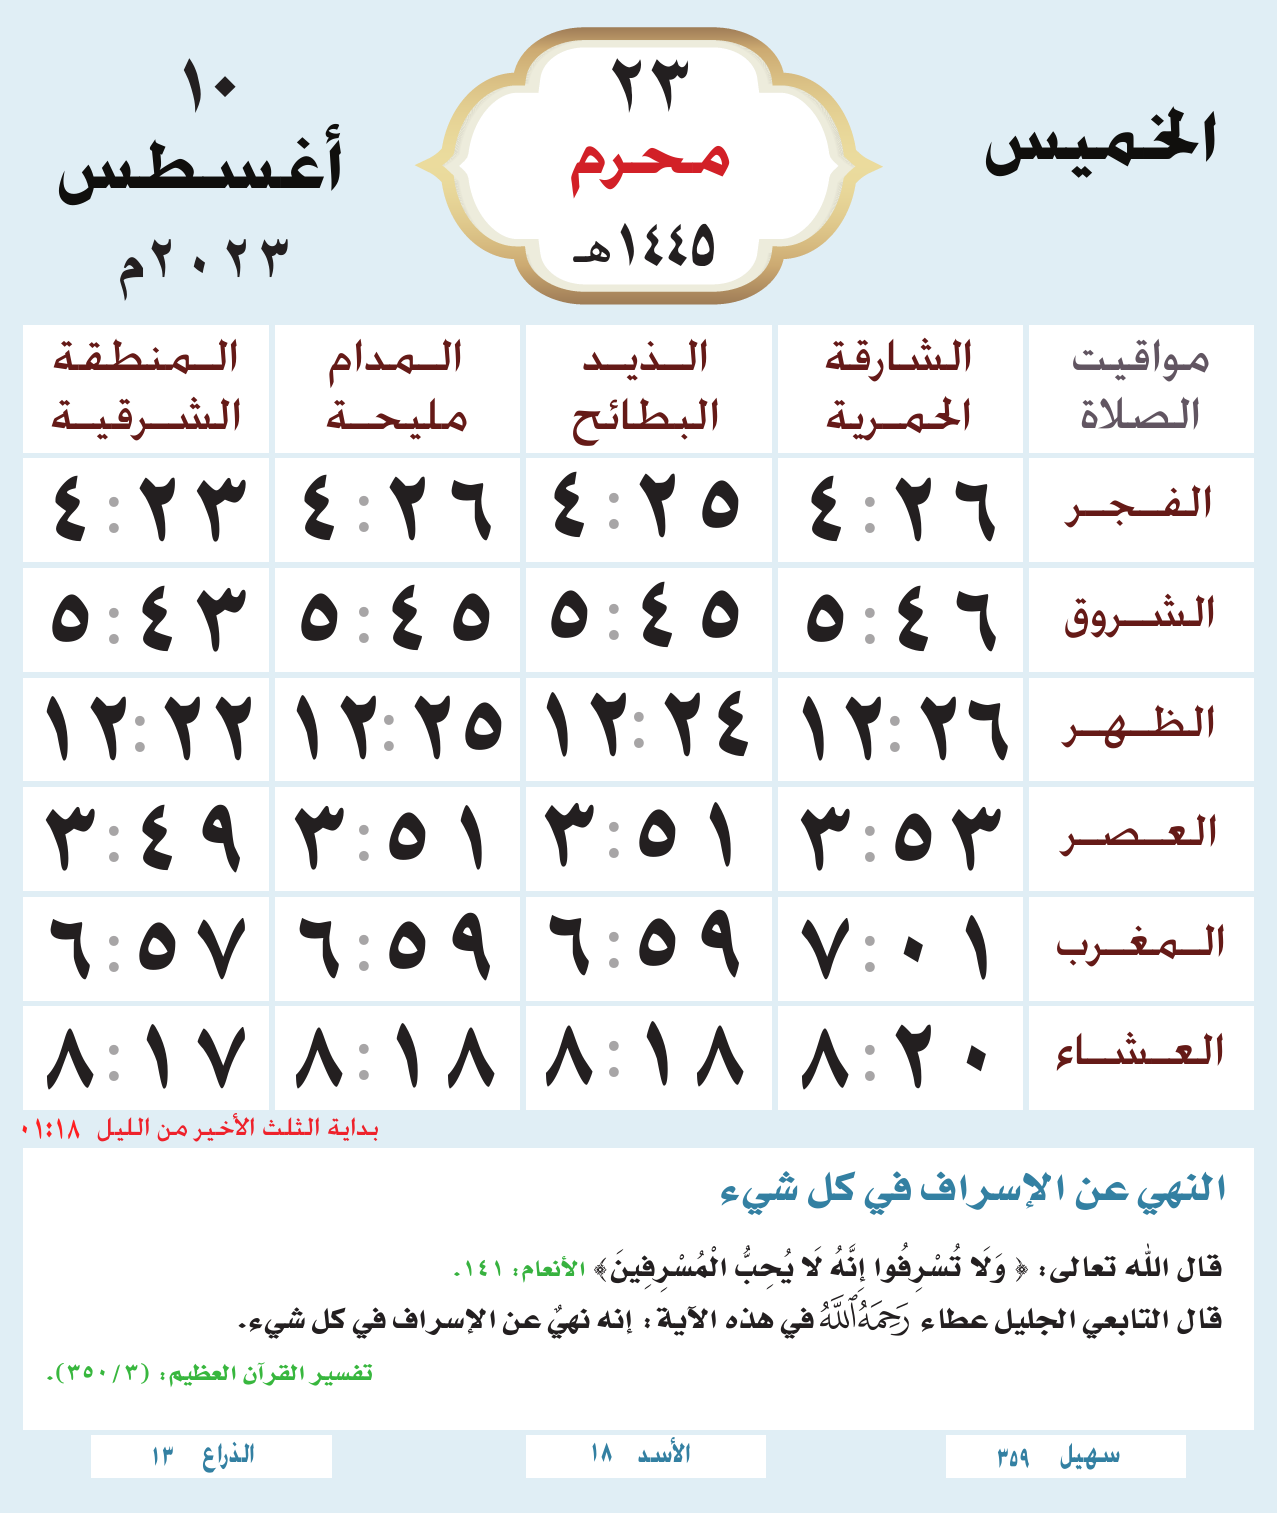 الخميس
٢٣
محرم
١٤٤٥هـ
١٠
أغسطس
٢٠٢٣م
مواقيت الصلاة
الشارقة الحمرية
الذيد البطائح
المدام مليحة
المنطقة الشرقية
الفجر ٤:٢٦ ٤:٢٥ ٤:٢٦ ٤:٢٣
الشروق ٥:٤٦ ٥:٤٥ ٥:٤٥ ٥:٤٣
الظهر ١٢:٢٦ ١٢:٢٤ ١٢:٢٥ ١٢:٢٢
العصر ٣:٥٣ ٣:٥١ ٣:٥١ ٣:٤٩
المغرب ٧:٠١ ٦:٥٩ ٦:٥٩ ٦:٥٧
العشاء ٨:٢٠ ٨:١٨ ٨:١٨ ٨:١٧
بداية الثلث الأخير من الليل ٠١:١٨
النهي عن الإسراف في كل شيء
قال الله تعالى: ﴿ وَلَا تُسْرِفُوا إِنَّهُ لَا يُحِبُّ الْمُسْرِفِينَ﴾ الأنعام: ١٤١.
قال التابعي الجليل عطاء رَحِمَهُ ٱللَّهُ في هذه الآية: إنه نهيٌ عن الإسراف في كل شيء.
تفسير القرآن العظيم: (٣/٣٥٠).
سهيل ٣٥٩
الأسد ١٨
الذراع ١٣